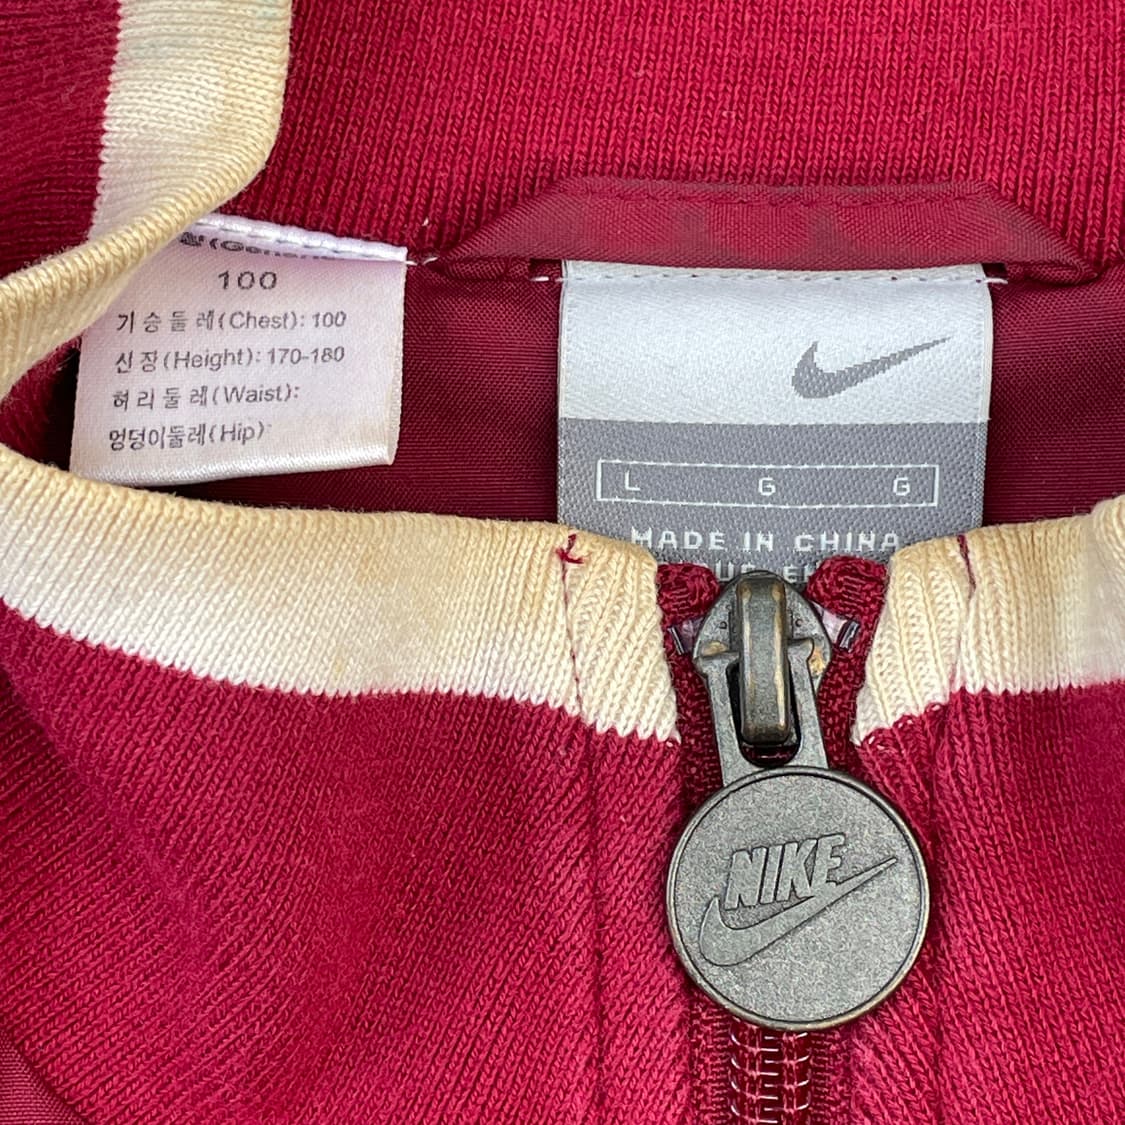 100
기슴둘레(Chest): 100
신장(Height): 170-180
허리둘레(Waist):
엉덩이둘레(Hip)
L G G
MADE IN CHINA
NIKE